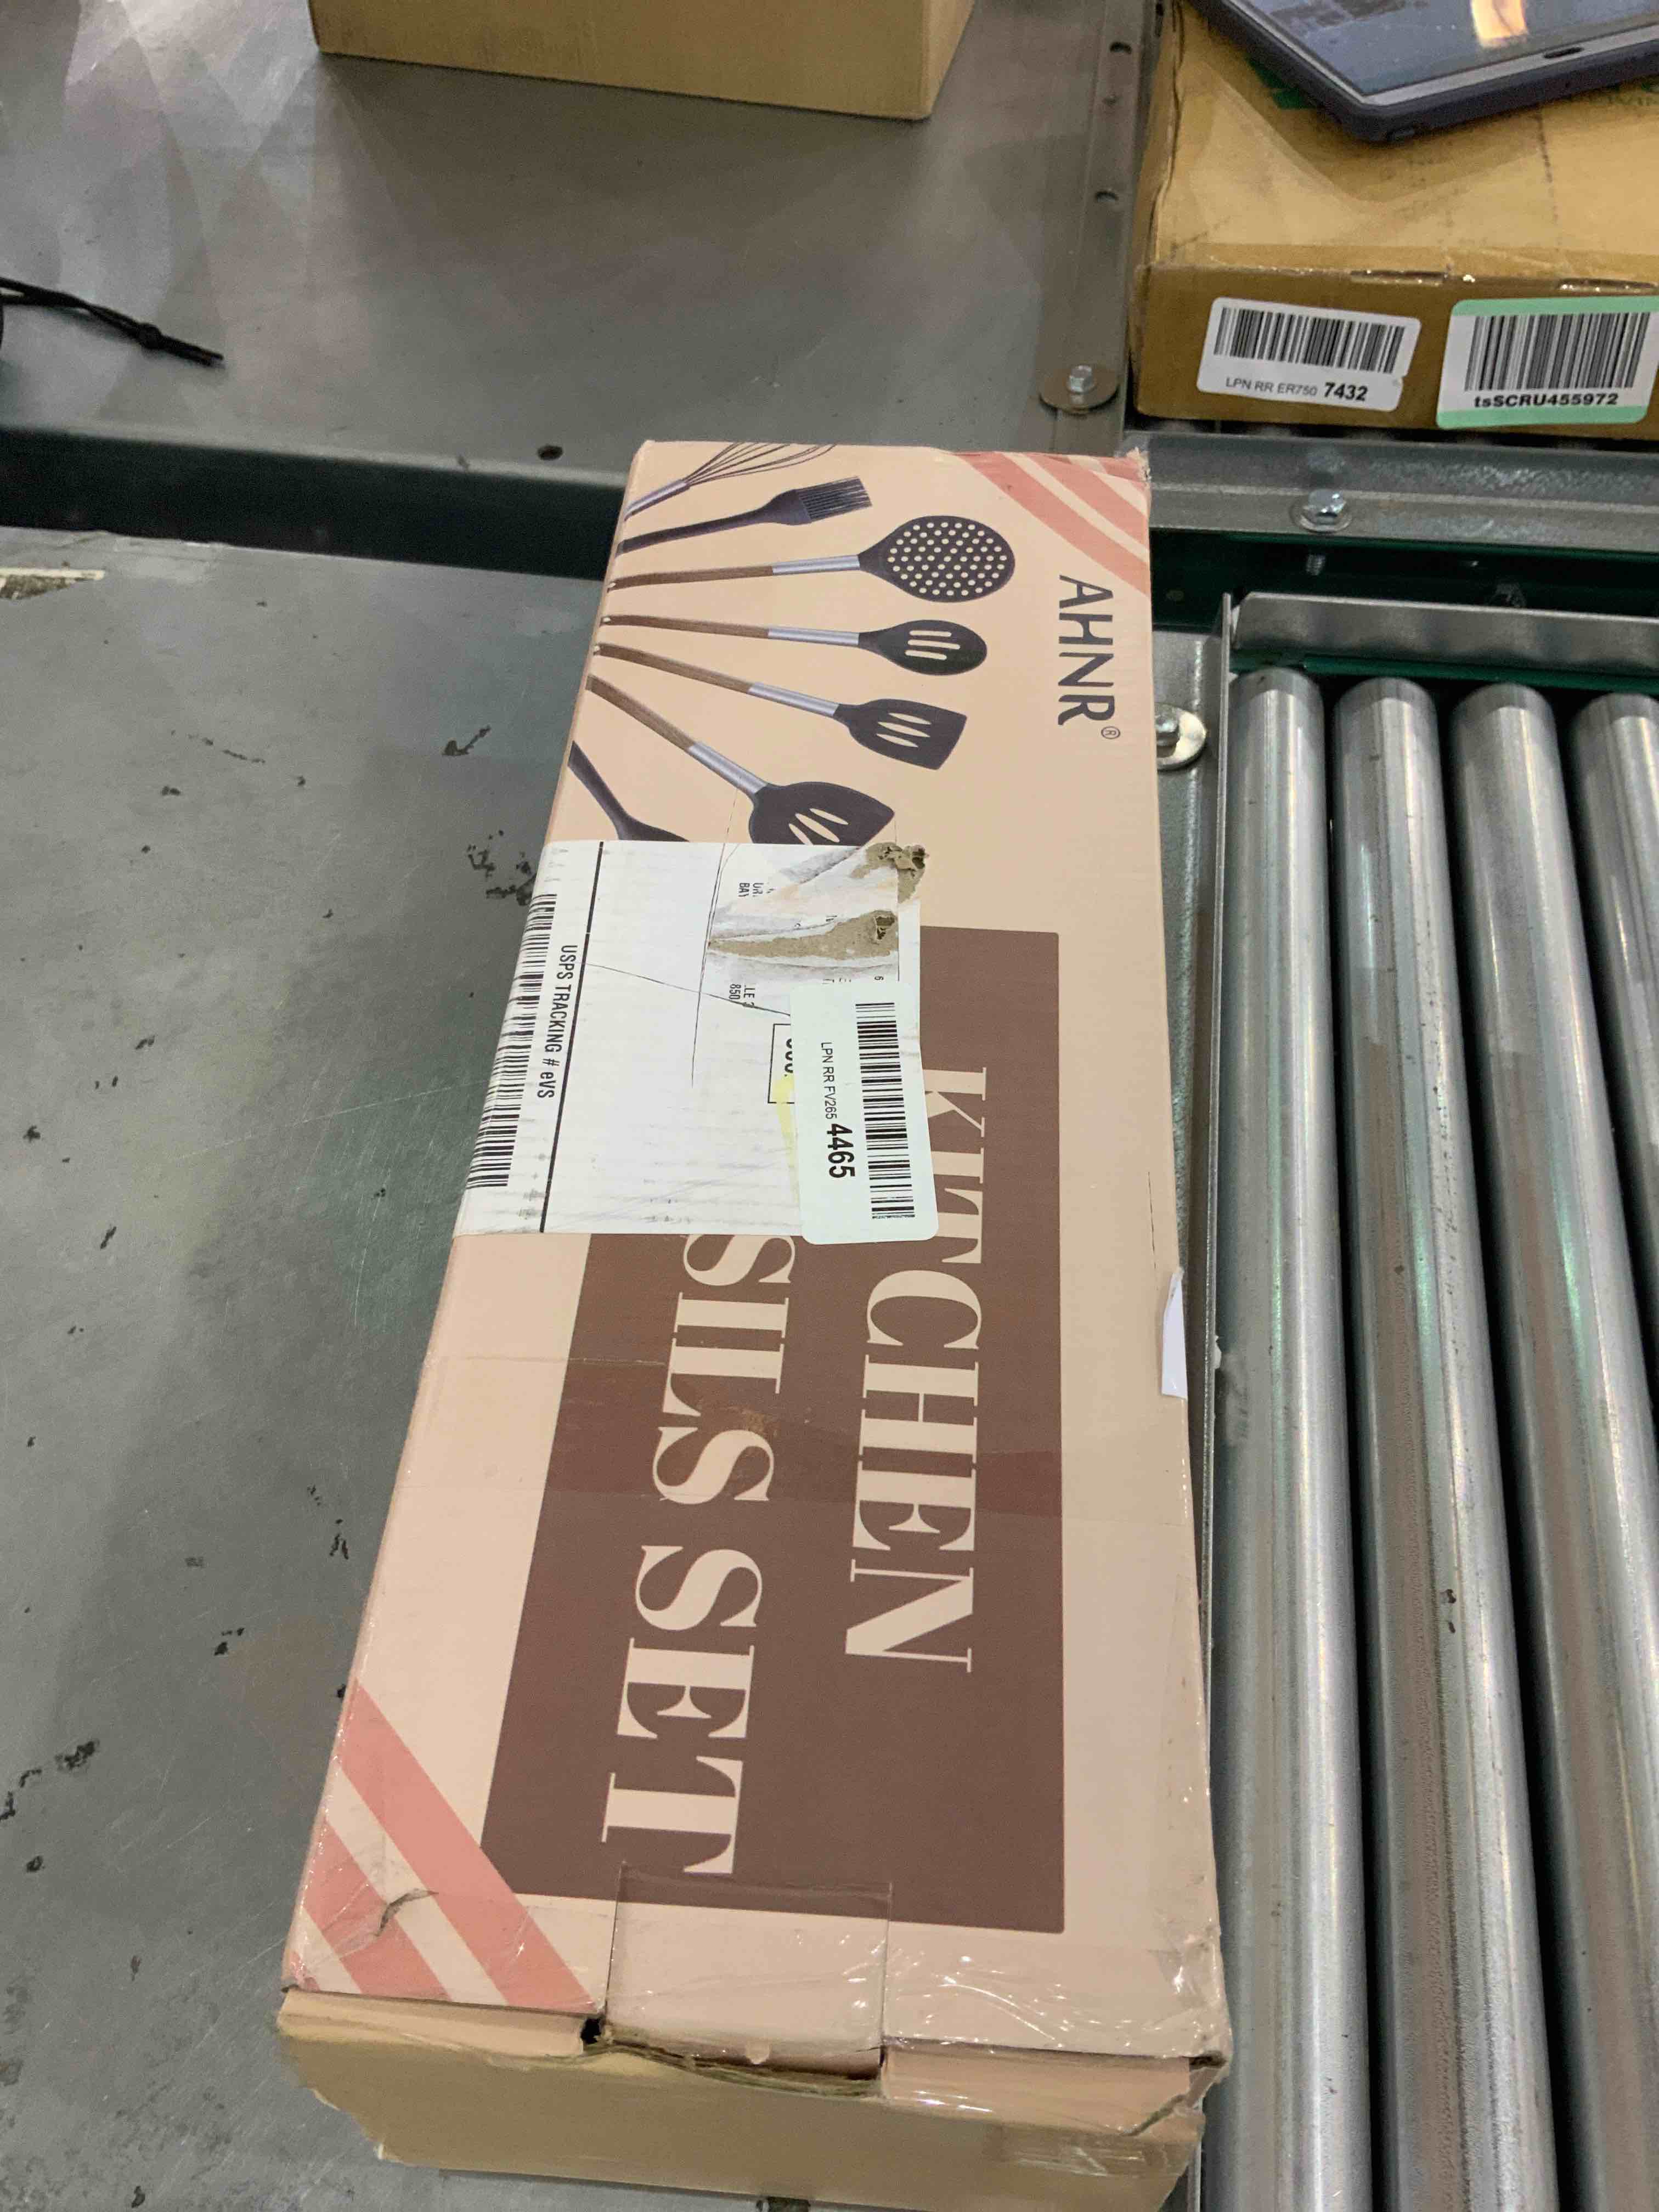 LPN RR ER750 7432
tsSCRU455972
AHNR®
USPS TRACKING # eVS
LPN RR FV265 4465
KITCHEN
SILS SET